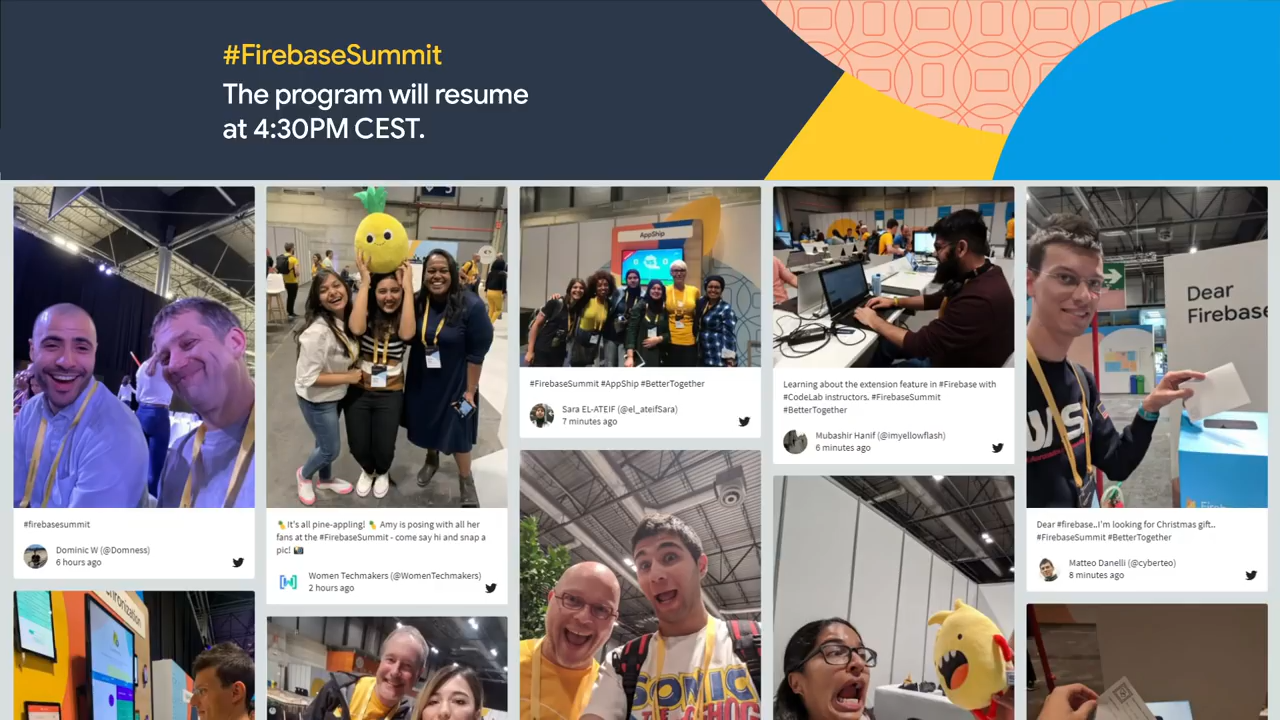 #FirebaseSummit
The program will resume
at 4:30PM CEST.
#firebasesummit
Dominic W (@Domness)
6 hours ago
🍍It's all pine-appling! 🍍 Amy is posing with all her
fans at the #FirebaseSummit - come say hi and snap a
pic! 📸
Women Techmakers (@WomenTechmakers)
2 hours ago
AppShip
#FirebaseSummit #AppShip #BetterTogether
Sara EL-ATEIF (@el_ateifSara)
7 minutes ago
Learning about the extension feature in #Firebase with
#CodeLab instructors. #FirebaseSummit
#BetterTogether
Mubashir Hanif (@imyellowflash)
6 minutes ago
Dear
Firebase
Dear #firebase..I'm looking for Christmas gift..
#FirebaseSummit #BetterTogether
Matteo Danelli (@cyberteo)
8 minutes ago
SONIC